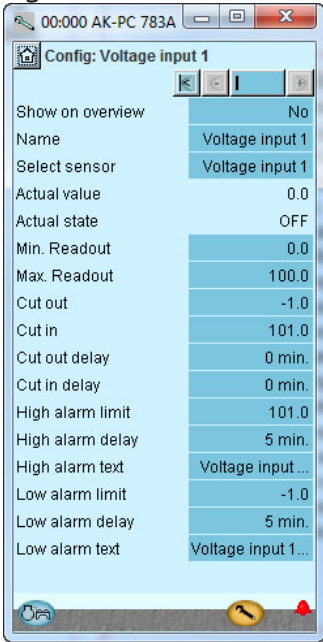 00:000 AK-PC 783A
Config: Voltage input 1
Show on overview No
Name Voltage input 1
Select sensor Voltage input 1
Actual value 0.0
Actual state OFF
Min. Readout 0.0
Max. Readout 100.0
Cut out -1.0
Cut in 101.0
Cut out delay 0 min.
Cut in delay 0 min.
High alarm limit 101.0
High alarm delay 5 min.
High alarm text Voltage input ...
Low alarm limit -1.0
Low alarm delay 5 min.
Low alarm text Voltage input 1...